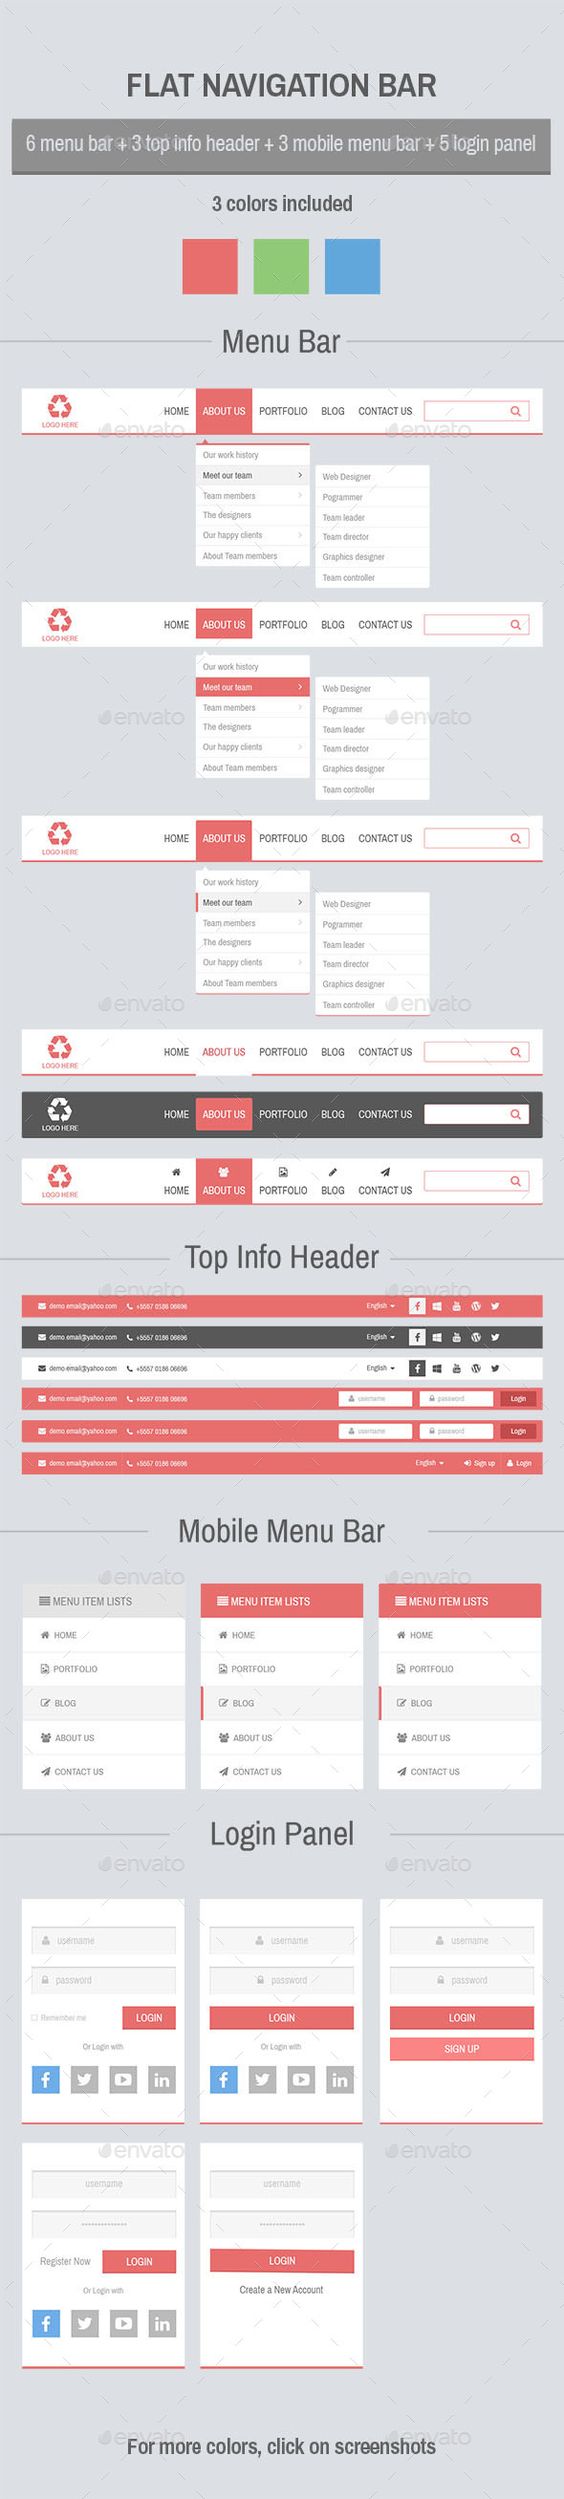 FLAT NAVIGATION BAR
6 menu bar + 3 top info header + 3 mobile menu bar + 5 login panel
3 colors included
Menu Bar
LOGO HERE HOME ABOUT US PORTFOLIO BLOG CONTACT US
Our work history
Meet our team
Team members
The designers
Our happy clients
About Team members
Web Designer
Pogrammer
Team leader
Team director
Graphics designer
Team controller
LOGO HERE HOME ABOUT US PORTFOLIO BLOG CONTACT US
Our work history
Meet our team
Team members
The designers
Our happy clients
About Team members
Web Designer
Pogrammer
Team leader
Team director
Graphics designer
Team controller
LOGO HERE HOME ABOUT US PORTFOLIO BLOG CONTACT US
Our work history
Meet our team
Team members
The designers
Our happy clients
About Team members
Web Designer
Pogrammer
Team leader
Team director
Graphics designer
Team controller
LOGO HERE HOME ABOUT US PORTFOLIO BLOG CONTACT US
LOGO HERE HOME ABOUT US PORTFOLIO BLOG CONTACT US
LOGO HERE HOME ABOUT US PORTFOLIO BLOG CONTACT US
Top Info Header
demo.email@yahoo.com +5557 0186 06696 English
demo.email@yahoo.com +5557 0186 06696 English
demo.email@yahoo.com +5557 0186 06696 English
demo.email@yahoo.com +5557 0186 06696 username password Login
demo.email@yahoo.com +5557 0186 06696 username password Login
demo.email@yahoo.com +5557 0186 06696 English Sign up Login
Mobile Menu Bar
MENU ITEM LISTS
HOME
PORTFOLIO
BLOG
ABOUT US
CONTACT US
MENU ITEM LISTS
HOME
PORTFOLIO
BLOG
ABOUT US
CONTACT US
MENU ITEM LISTS
HOME
PORTFOLIO
BLOG
ABOUT US
CONTACT US
Login Panel
username
password
Remember me LOGIN
Or Login with
username
password
LOGIN
Or Login with
username
password
LOGIN
SIGN UP
username
Register Now LOGIN
Or Login with
username
LOGIN
Create a New Account
For more colors, click on screenshots
envato